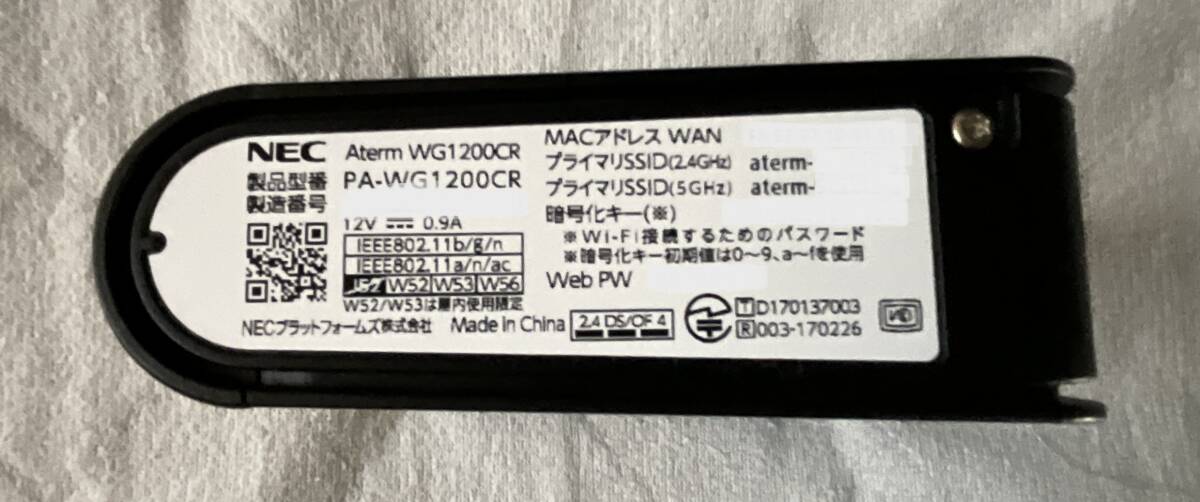 NEC Aterm WG1200CR
製品型番 PA-WG1200CR
製造番号
12V ⎓ 0.9A
IEEE802.11b/g/n
IEEE802.11a/n/ac
J52 W52 W53 W56
W52/W53は屋内使用限定
NECプラットフォームズ株式会社 Made in China
MACアドレス WAN
プライマリSSID(2.4GHz) aterm-
プライマリSSID(5GHz) aterm-
暗号化キー(※)
※Wi-Fi接続するためのパスワード
※暗号化キー初期値は0~9、a~fを使用
Web PW
2.4 DS/OF 4
T D170137003
R 003-170226